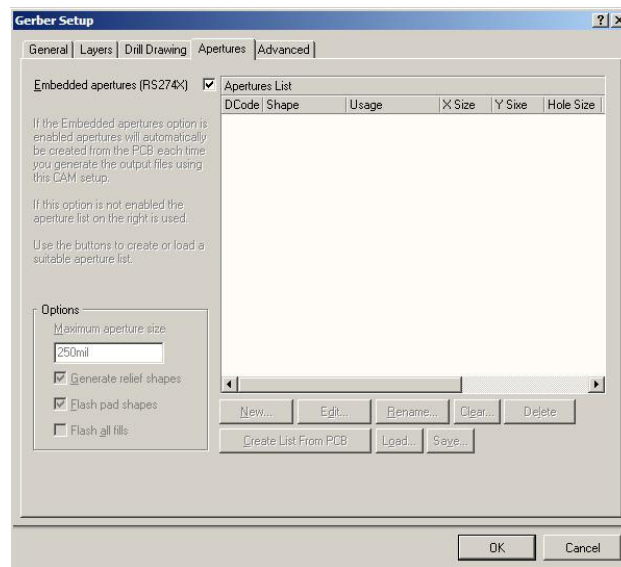 Gerber Setup
General Layers Drill Drawing Apertures Advanced
Embedded apertures (RS274X)
If the Embedded apertures option is
enabled apertures will automatically
be created from the PCB each time
you generate the output files using
this CAM setup.
If this option is not enabled the
aperture list on the right is used.
Use the buttons to create or load a
suitable aperture list.
Options
Maximum aperture size
250mil
Generate relief shapes
Flash pad shapes
Flash all fills
Apertures List
DCode Shape Usage X Size Y Sixe Hole Size
New... Edit... Rename... Clear... Delete
Create List From PCB Load... Save...
OK Cancel